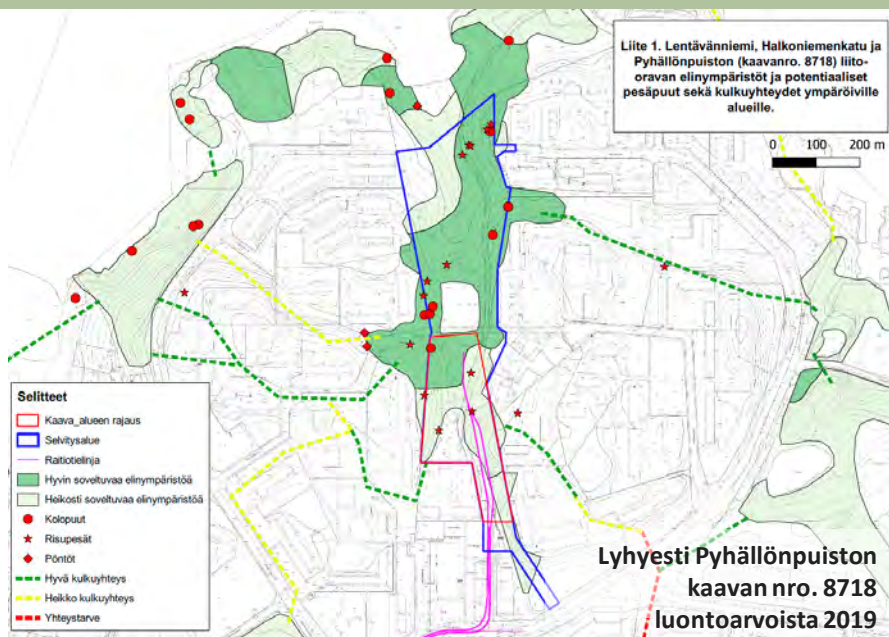 Liite 1. Lentävänniemi, Halkoniemenkatu ja
Pyhällönpuiston (kaavanro. 8718) liito-
oravan elinympäristöt ja potentiaaliset
pesäpuut sekä kulkuyhteydet ympäröiville
alueille.
0 100 200 m
Selitteet
Kaava_alueen rajaus
Selvitysalue
Raitiotielinja
Hyvin soveltuvaa elinympäristöä
Heikosti soveltuvaa elinympäristöä
Kolopuut
Risupesät
Pöntöt
Hyvä kulkuyhteys
Heikko kulkuyhteys
Yhteystarve
Lyhyesti Pyhällönpuiston
kaavan nro. 8718
luontoarvoista 2019